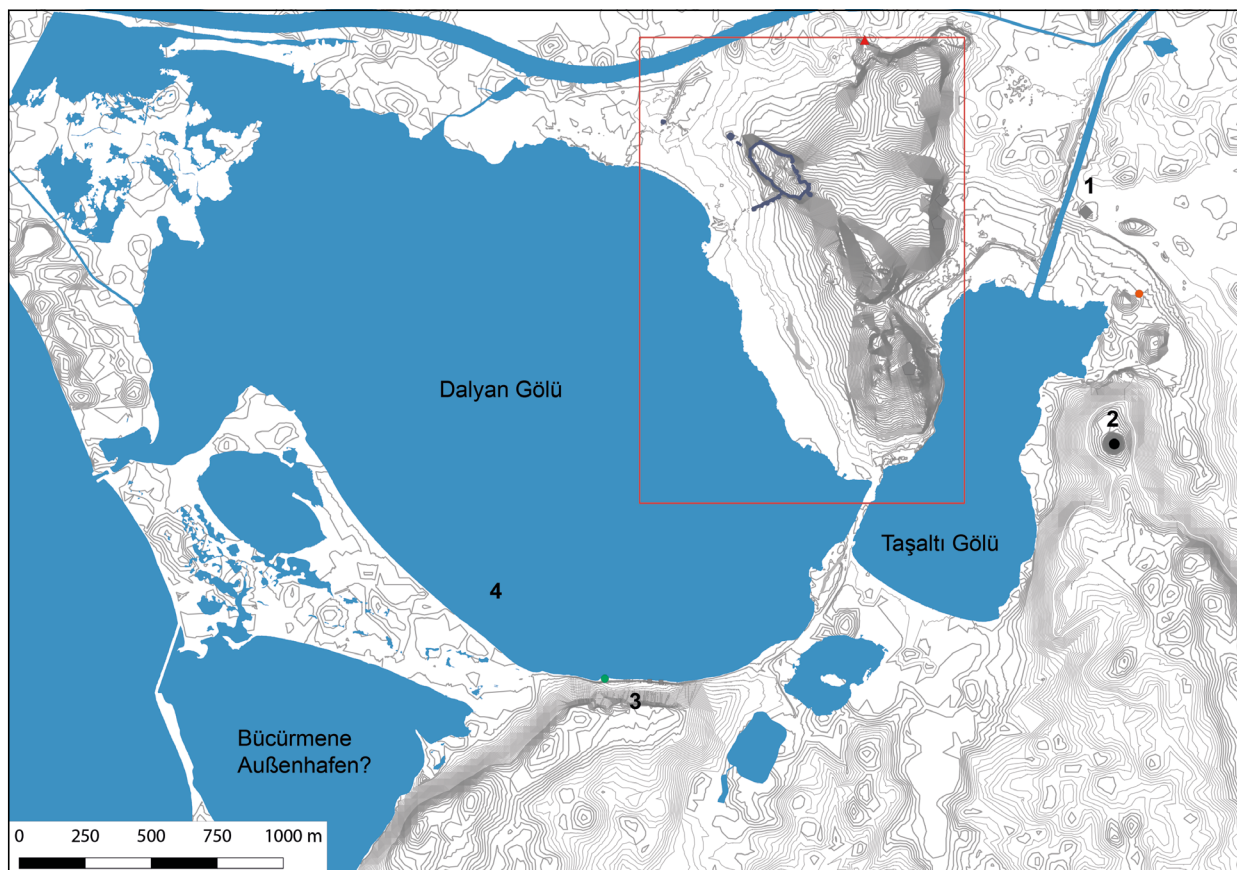 1
Dalyan Gölü
2
Taşaltı Gölü
4
3
Bücürmene
Außenhafen?
0 250 500 750 1000 m